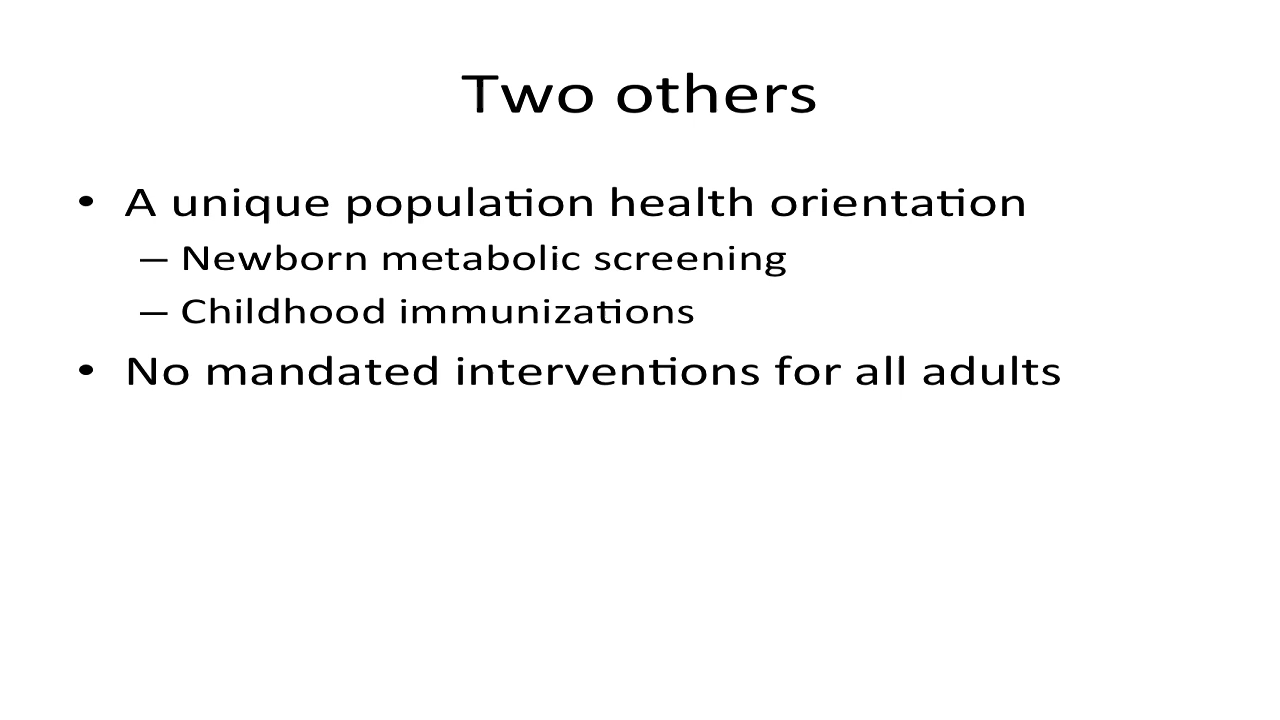 Two others
• A unique population health orientation
– Newborn metabolic screening
– Childhood immunizations
• No mandated interventions for all adults